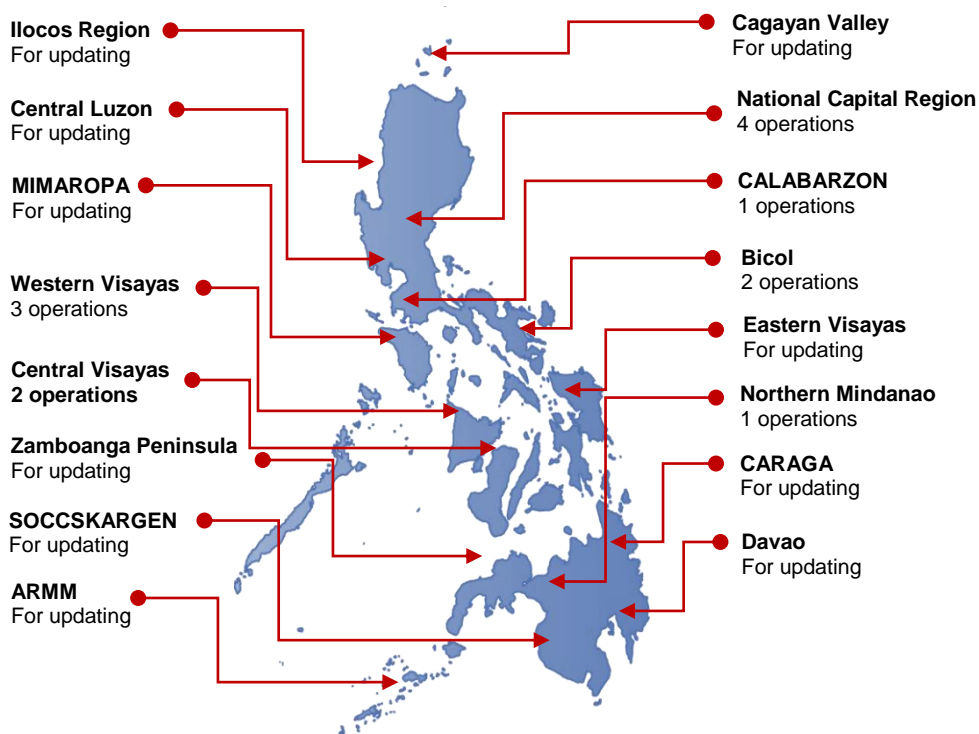 Ilocos Region
For updating
Central Luzon
For updating
MIMAROPA
For updating
Western Visayas
3 operations
Central Visayas
2 operations
Zamboanga Peninsula
For updating
SOCCSKARGEN
For updating
ARMM
For updating
Cagayan Valley
For updating
National Capital Region
4 operations
CALABARZON
1 operations
Bicol
2 operations
Eastern Visayas
For updating
Northern Mindanao
1 operations
CARAGA
For updating
Davao
For updating